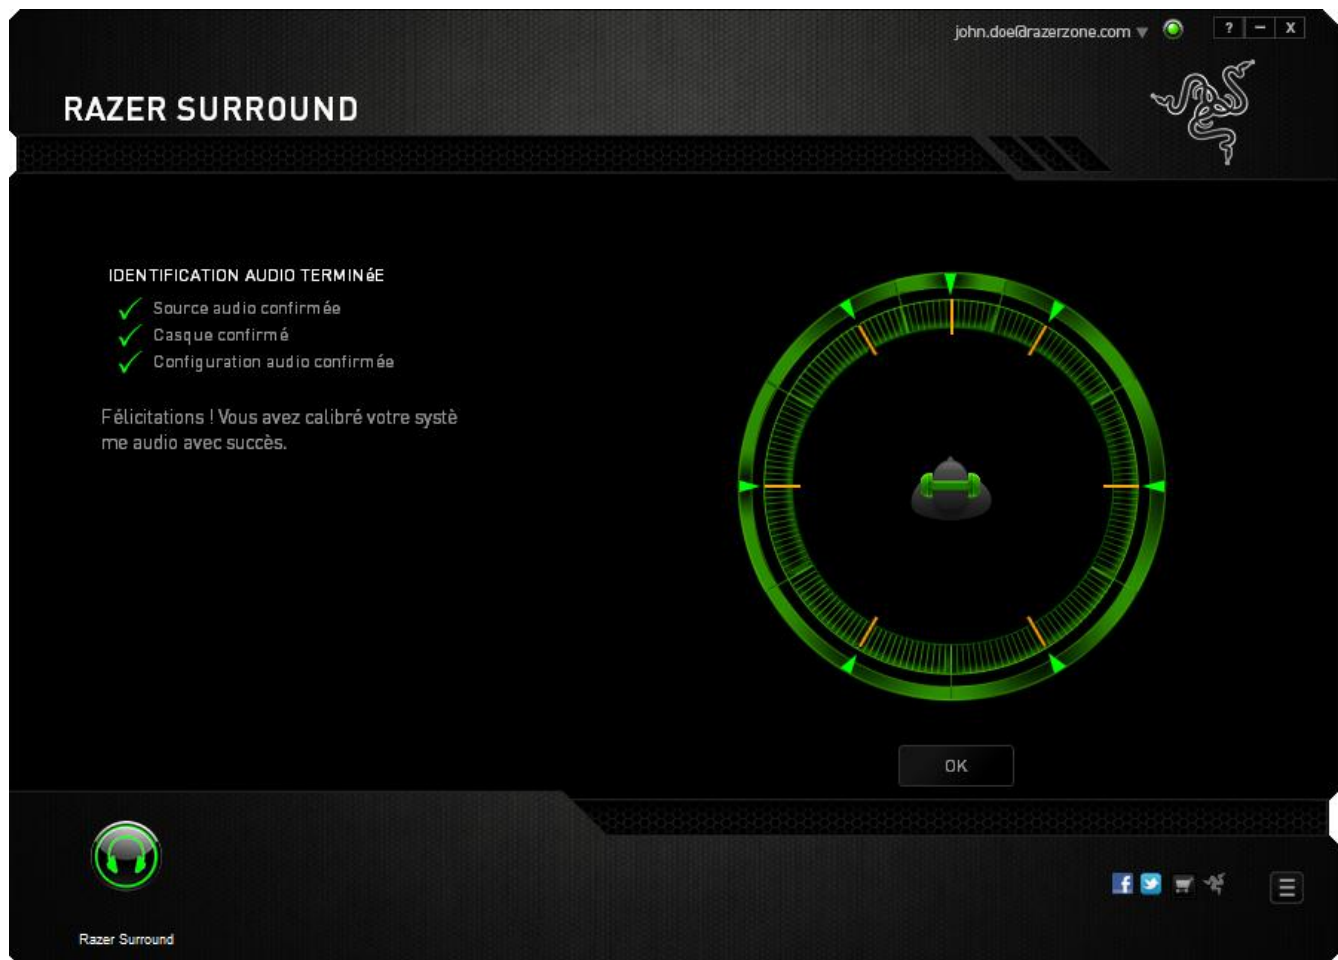 john.doe@razerzone.com
? – X
RAZER SURROUND
IDENTIFICATION AUDIO TERMINéE
Source audio confirmée
Casque confirmé
Configuration audio confirmée
Félicitations ! Vous avez calibré votre systè
me audio avec succès.
OK
Razer Surround